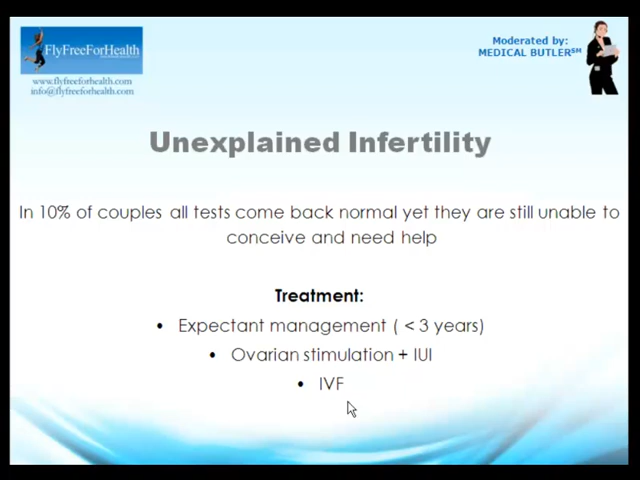 FlyFreeForHealth
www.flyfreeforhealth.com
info@flyfreeforhealth.com
Moderated by:
MEDICAL BUTLER℠
Unexplained Infertility
In 10% of couples all tests come back normal yet they are still unable to
conceive and need help
Treatment:
• Expectant management ( < 3 years)
• Ovarian stimulation + IUI
• IVF